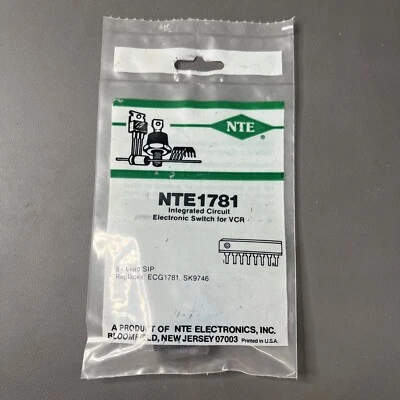 NTE
NTE1781
Integrated Circuit
Electronic Switch for VCR
Lead SIP
Replaces ECG1781, SK9746
A PRODUCT OF NTE ELECTRONICS, INC.
BLOOMFIELD, NEW JERSEY 07003 Printed in U.S.A.